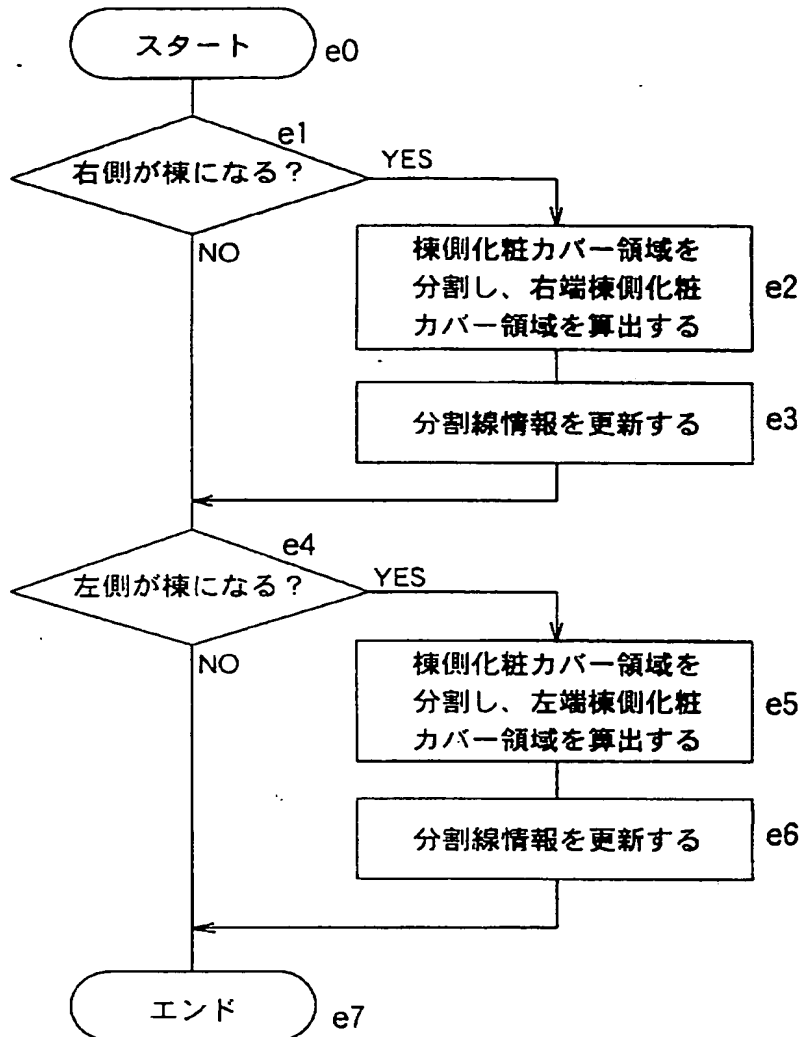 スタート
e0
e1
右側が棟になる？
YES
NO
棟側化粧カバー領域を
分割し、右端棟側化粧
カバー領域を算出する
e2
分割線情報を更新する
e3
e4
左側が棟になる？
YES
NO
棟側化粧カバー領域を
分割し、左端棟側化粧
カバー領域を算出する
e5
分割線情報を更新する
e6
エンド
e7